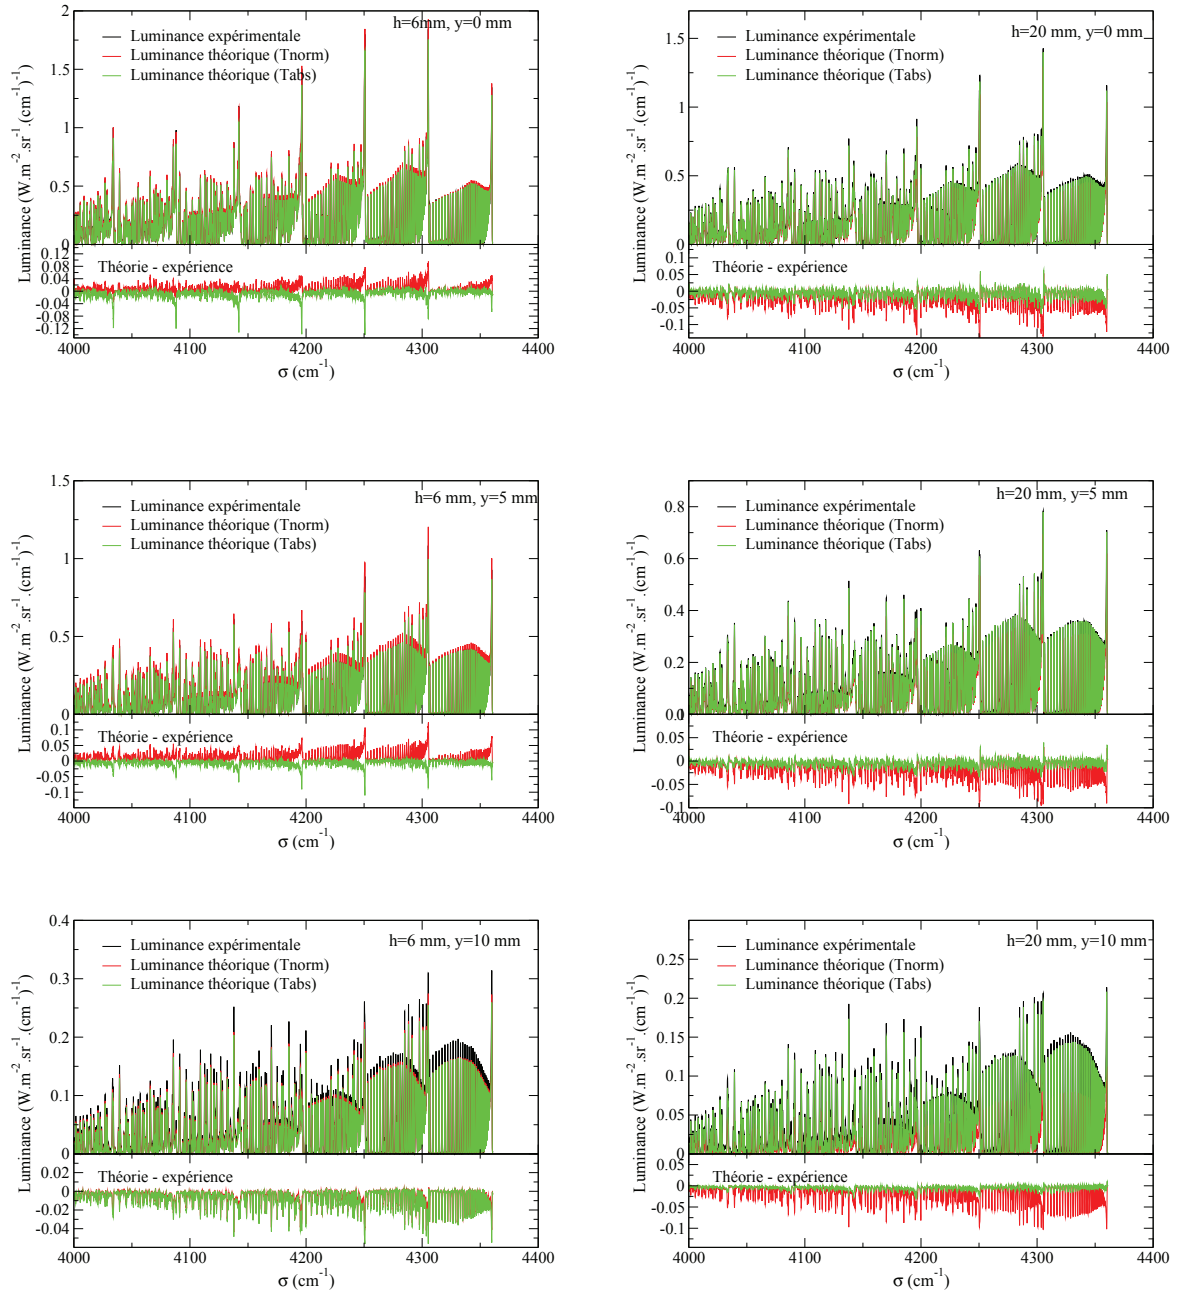 h=6mm, y=0 mm
Luminance expérimentale
Luminance théorique (Tnorm)
Luminance théorique (Tabs)
Luminance (W.m-2.sr-1.(cm-1)-1)
2
1.5
1
0.5
0
Théorie - expérience
0.12
0.08
0.04
0
-0.04
-0.08
-0.12
4000 4100 4200 4300 4400
σ (cm-1)
h=20 mm, y=0 mm
Luminance expérimentale
Luminance théorique (Tnorm)
Luminance théorique (Tabs)
Luminance (W.m-2.sr-1.(cm-1)-1)
1.5
1
0.5
0
Théorie - expérience
0.1
0.05
0
-0.05
-0.1
4000 4100 4200 4300 4400
σ (cm-1)
h=6 mm, y=5 mm
Luminance expérimentale
Luminance théorique (Tnorm)
Luminance théorique (Tabs)
Luminance (W.m-2.sr-1.(cm-1)-1)
1.5
1
0.5
0
Théorie - expérience
0.1
0.05
0
-0.05
-0.1
4000 4100 4200 4300 4400
σ (cm-1)
h=20 mm, y=5 mm
Luminance expérimentale
Luminance théorique (Tnorm)
Luminance théorique (Tabs)
Luminance (W.m-2.sr-1.(cm-1)-1)
0.8
0.6
0.4
0.2
Théorie - expérience
0.05
0
-0.05
-0.1
4000 4100 4200 4300 4400
σ (cm-1)
h=6 mm, y=10 mm
Luminance expérimentale
Luminance théorique (Tnorm)
Luminance théorique (Tabs)
Luminance (W.m-2.sr-1.(cm-1)-1)
0.4
0.3
0.2
0.1
0
Théorie - expérience
0.02
0
-0.02
-0.04
4000 4100 4200 4300 4400
σ (cm-1)
h=20 mm, y=10 mm
Luminance expérimentale
Luminance théorique (Tnorm)
Luminance théorique (Tabs)
Luminance (W.m-2.sr-1.(cm-1)-1)
0.25
0.2
0.15
0.1
0.05
0
Théorie - expérience
0.05
0
-0.05
-0.1
4000 4100 4200 4300 4400
σ (cm-1)